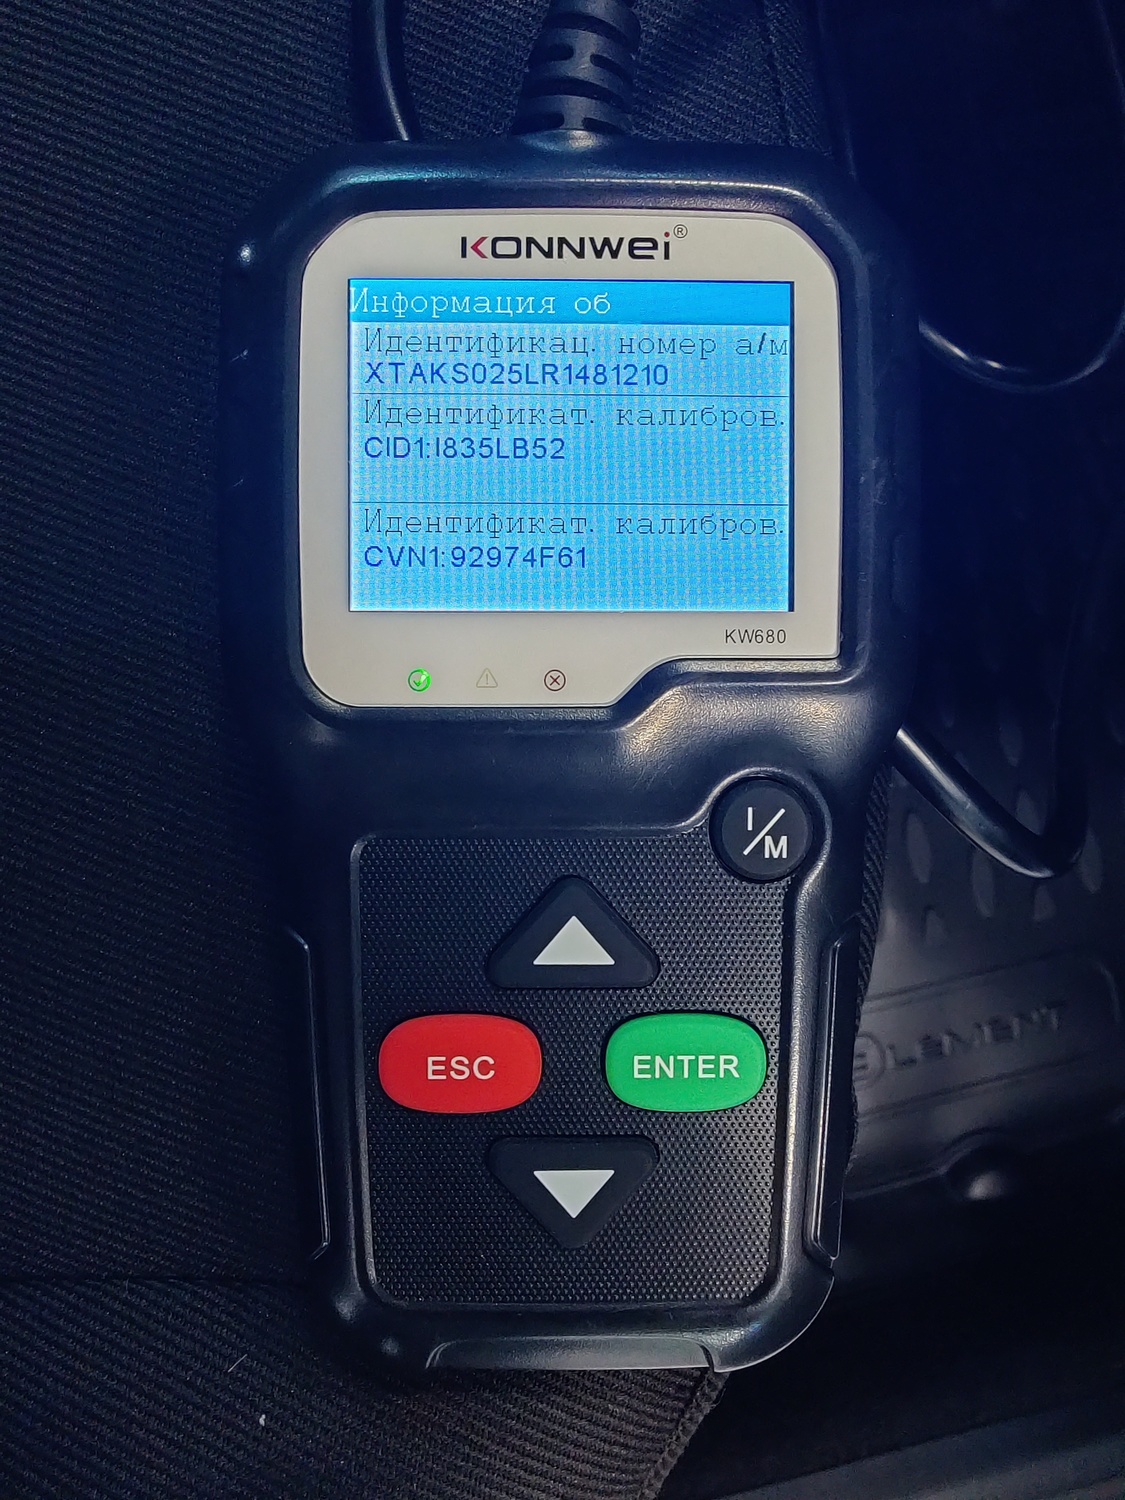 KONNWEI®
Информация об
Идентификац. номер а/м
XTAKS025LR1481210
Идентификат. калибров.
CID1:I835LB52
Идентификат. калибров.
CVN1:92974F61
KW680
I/M
ESC
ENTER
ELEMENT